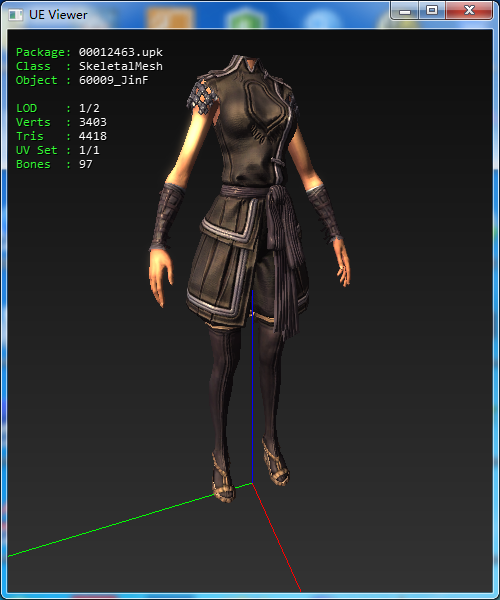 UE Viewer
Package: 00012463.upk
Class : SkeletalMesh
Object : 60009_JinF
LOD : 1/2
Verts : 3403
Tris : 4418
UV Set : 1/1
Bones : 97